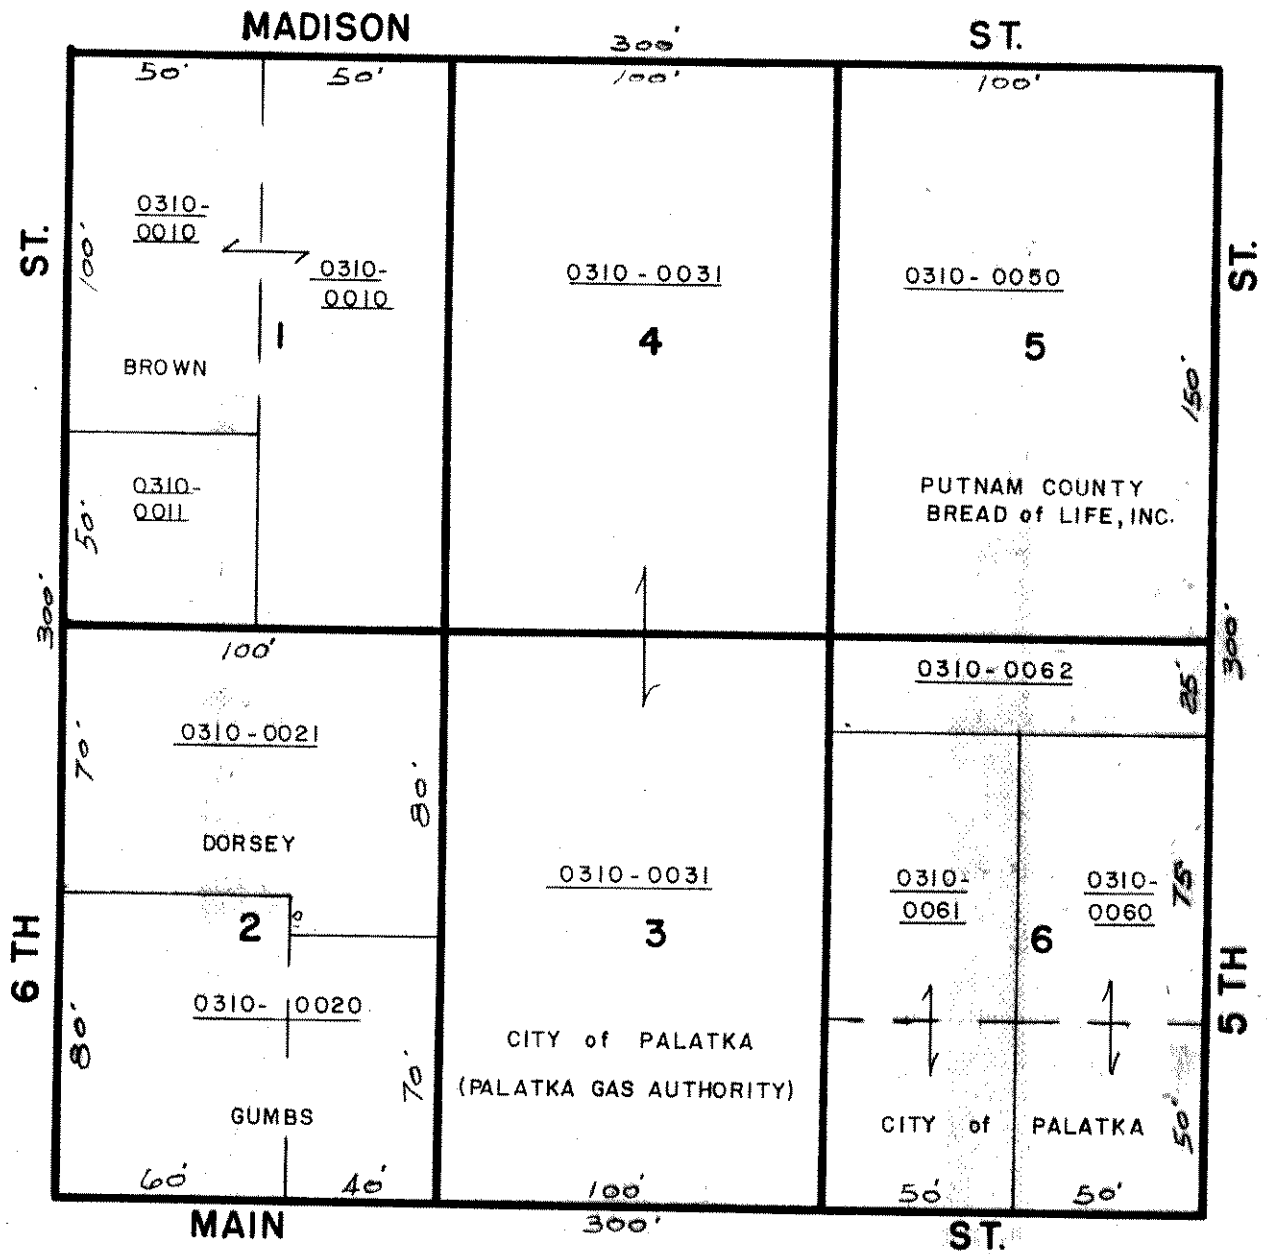 MADISON ST.
300'
50' 50' 100' 100'
0310-
0010
0310-
0010
0310-0031
0310-0050
ST.
100'
ST.
1
4
5
BROWN
150'
0310-
0011
50'
PUTNAM COUNTY
BREAD of LIFE, INC.
300'
300'
100'
0310-0062
25'
0310-0021
70'
80'
DORSEY
0310-0031
0310-
0061
0310-
0060
75'
2
3
6
6 TH
5 TH
0310-0020
80'
70'
CITY of PALATKA
(PALATKA GAS AUTHORITY)
GUMBS
CITY of PALATKA
50'
60' 40' 100' 50' 50'
300'
MAIN ST.